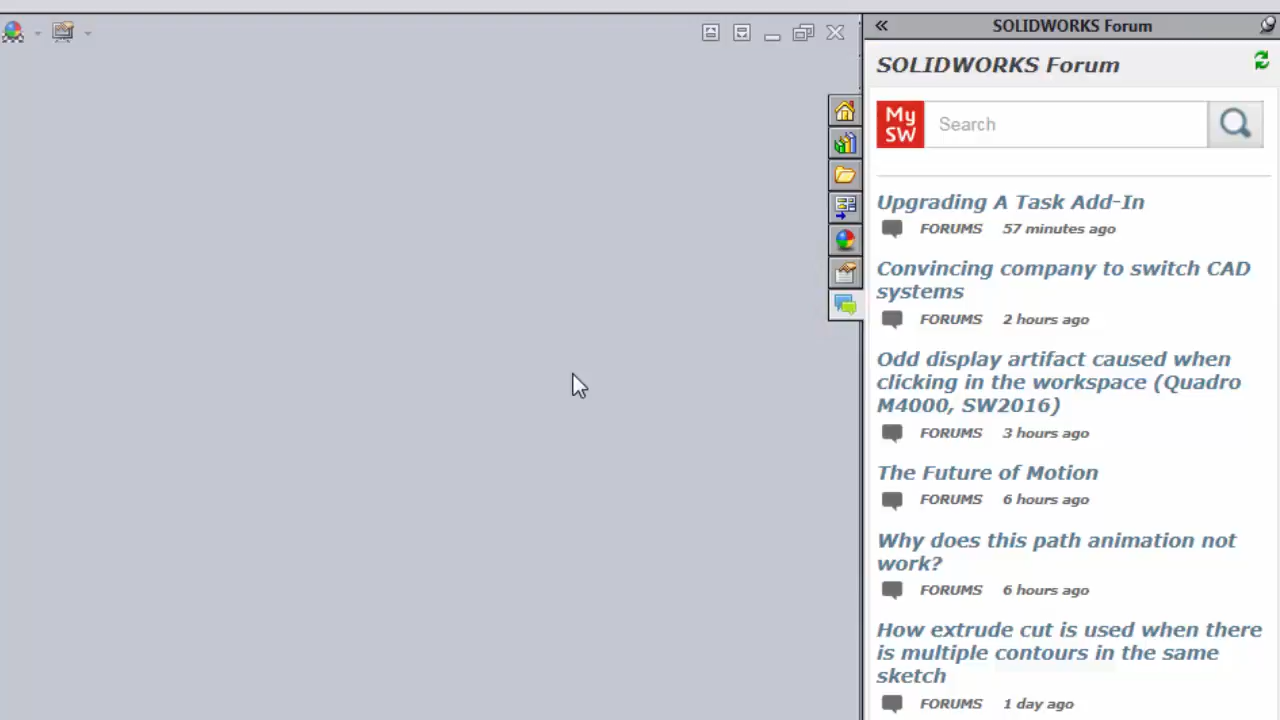 SOLIDWORKS Forum
SOLIDWORKS Forum
My
SW
Search
Upgrading A Task Add-In
FORUMS 57 minutes ago
Convincing company to switch CAD
systems
FORUMS 2 hours ago
Odd display artifact caused when
clicking in the workspace (Quadro
M4000, SW2016)
FORUMS 3 hours ago
The Future of Motion
FORUMS 6 hours ago
Why does this path animation not
work?
FORUMS 6 hours ago
How extrude cut is used when there
is multiple contours in the same
sketch
FORUMS 1 day ago